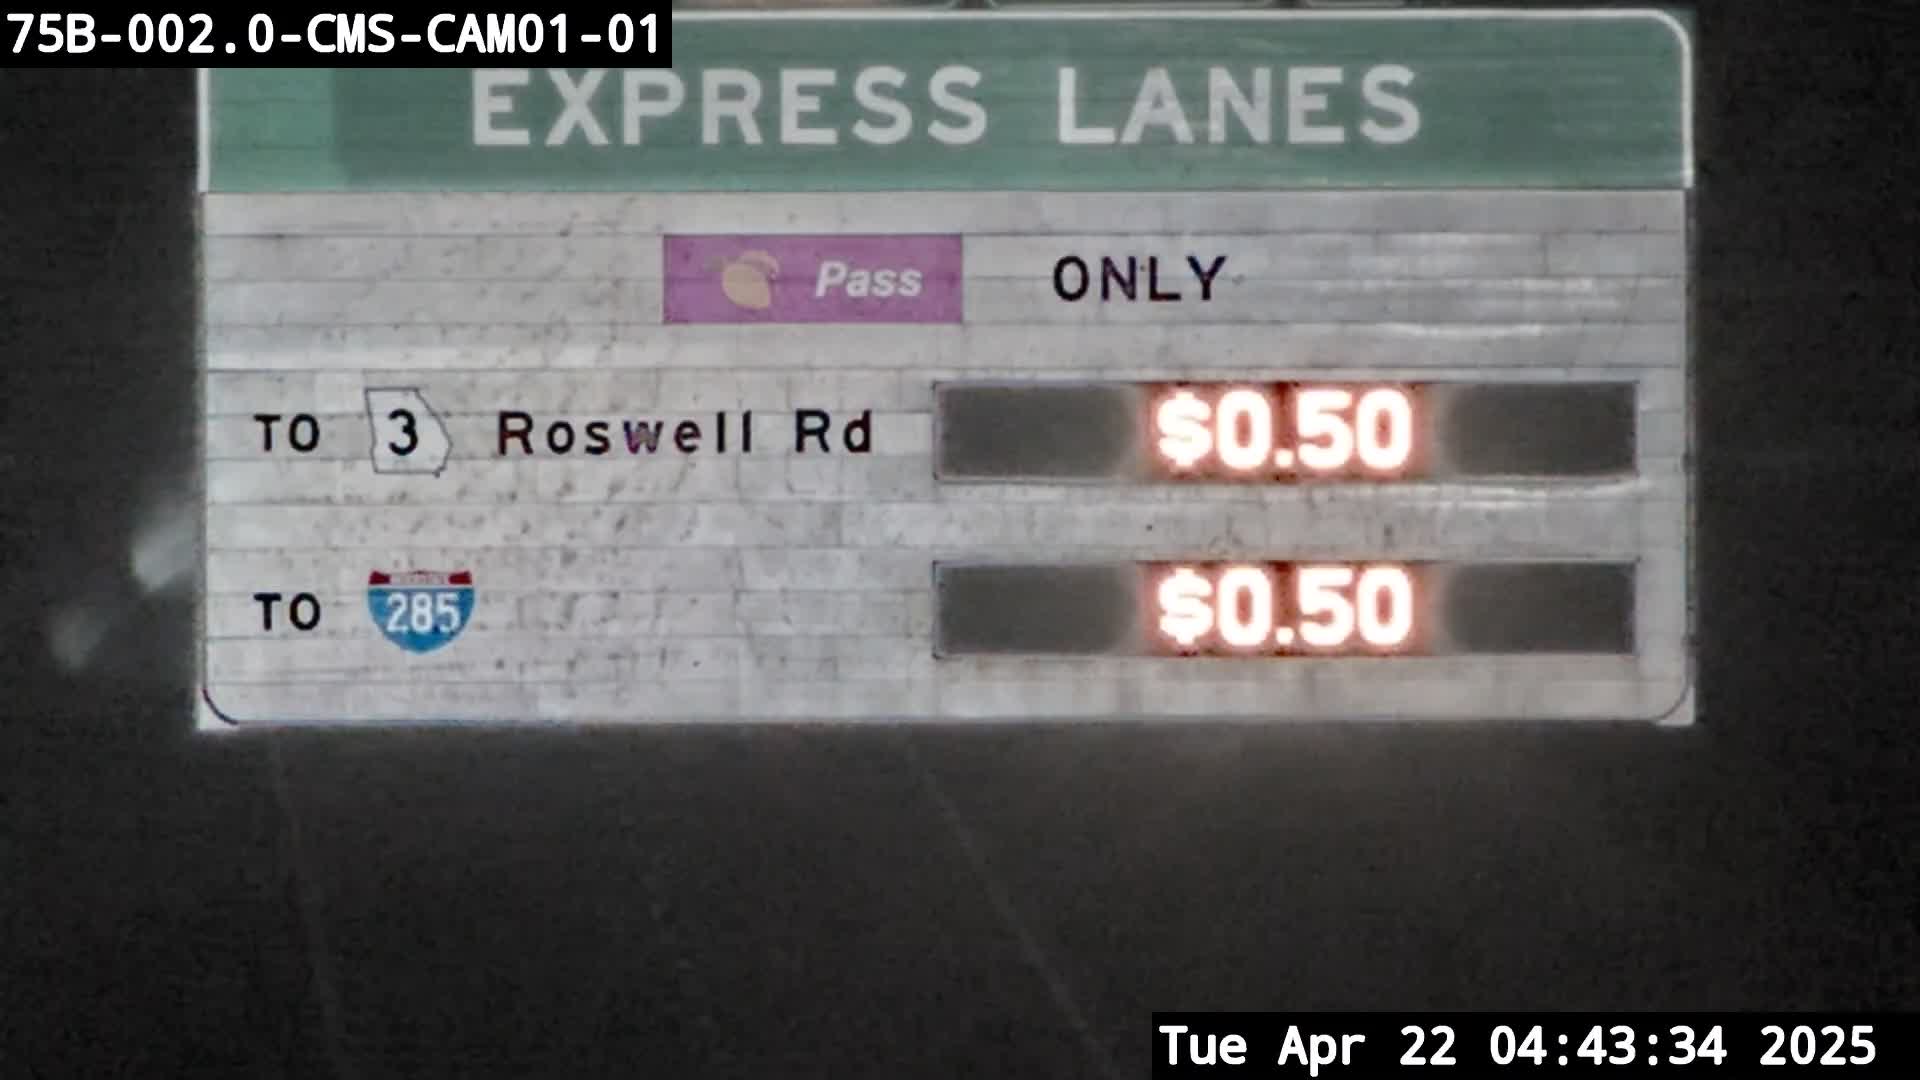 75B-002.0-CMS-CAM01-01
EXPRESS LANES
Pass ONLY
TO 3 Roswell Rd $0.50
TO 285 $0.50
Tue Apr 22 04:43:34 2025